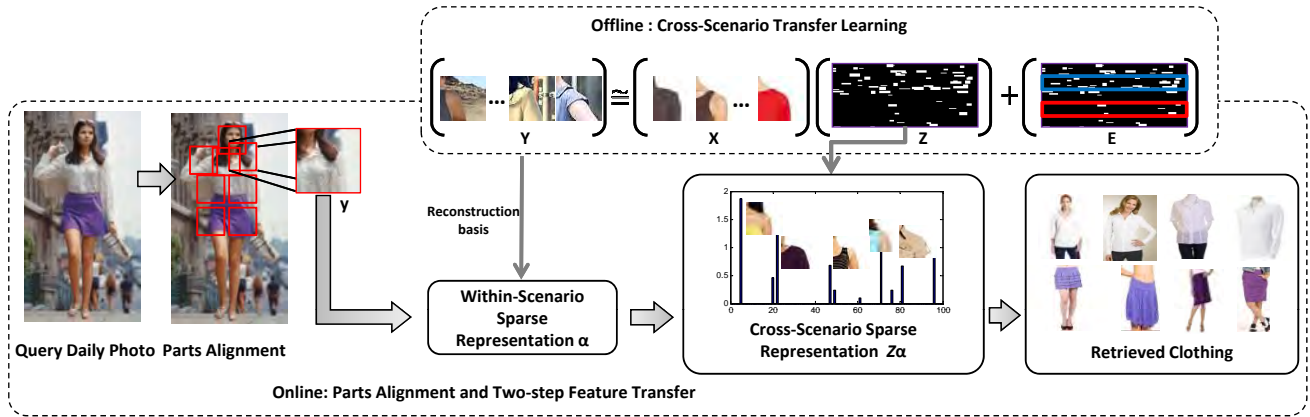 Offline : Cross-Scenario Transfer Learning
... ≅ ... +
Y X Z E
y
Reconstruction
basis
2
1.5
1
0.5
0
0 20 40 60 80 100
Within-Scenario
Sparse
Representation α
Cross-Scenario Sparse
Representation Zα
Retrieved Clothing
Query Daily Photo Parts Alignment
Online: Parts Alignment and Two-step Feature Transfer